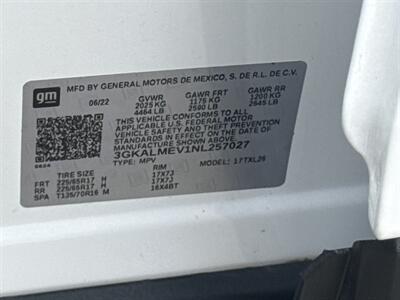 gm
MFD BY GENERAL MOTORS DE MEXICO, S. DE R.L. DE C.V.
06/22 GVWR GAWR FRT GAWR RR
2025 KG 1175 KG 1200 KG
4464 LB 2590 LB 2645 LB
THIS VEHICLE CONFORMS TO ALL
APPLICABLE U.S. FEDERAL MOTOR
VEHICLE SAFETY AND THEFT PREVENTION
STANDARDS IN EFFECT ON THE DATE OF
MANUFACTURE SHOWN ABOVE.
3GKALMEV1NL257027
TYPE: MPV MODEL: 17TXL26
TIRE SIZE RIM
FRT 225/65R17 H 17X7J
RR 225/65R17 H 17X7J
SPA T135/70R16 M 16X4BT